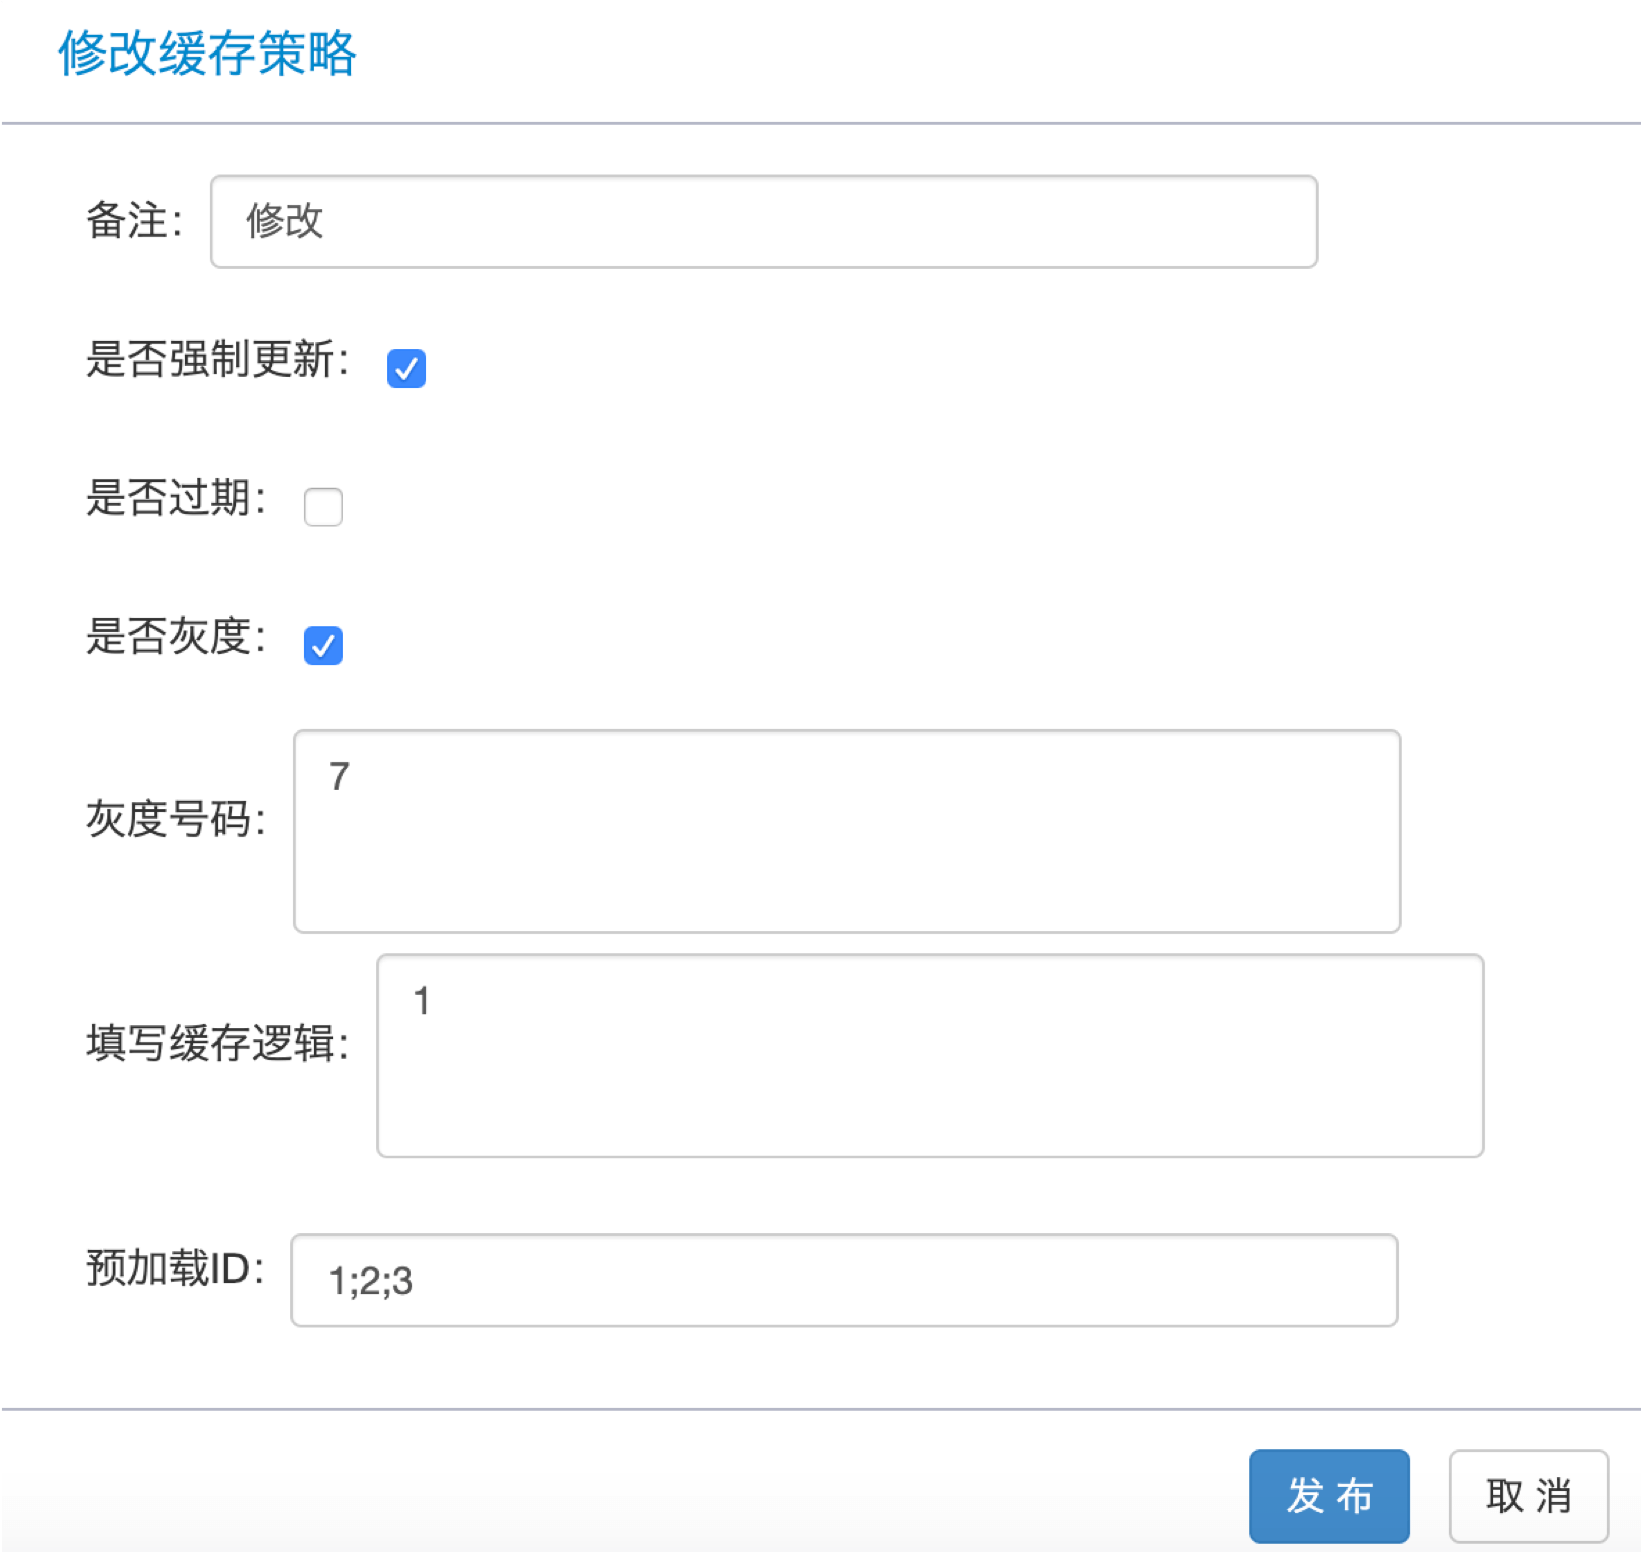 修改缓存策略
备注： 修改
是否强制更新：
是否过期：
是否灰度：
灰度号码： 7
填写缓存逻辑： 1
预加载ID： 1;2;3
发 布 取 消